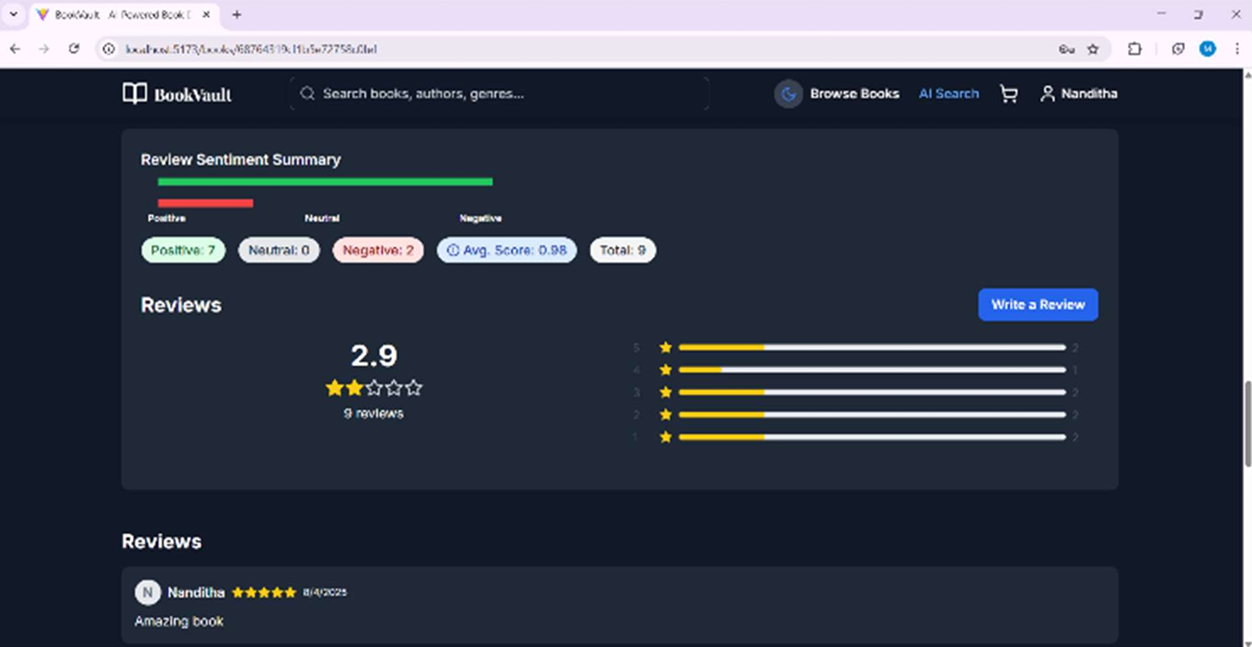 BookVault - AI Powered Book
BookVault
Search books, authors, genres...
Browse Books
AI Search
Nanditha
Review Sentiment Summary
Positive Neutral Negative
Positive: 7 Neutral: 0 Negative: 2 Avg. Score: 0.98 Total: 9
Reviews
Write a Review
2.9
9 reviews
5 2
4 1
3 2
2 2
1 2
Reviews
N Nanditha 8/4/2025
Amazing book